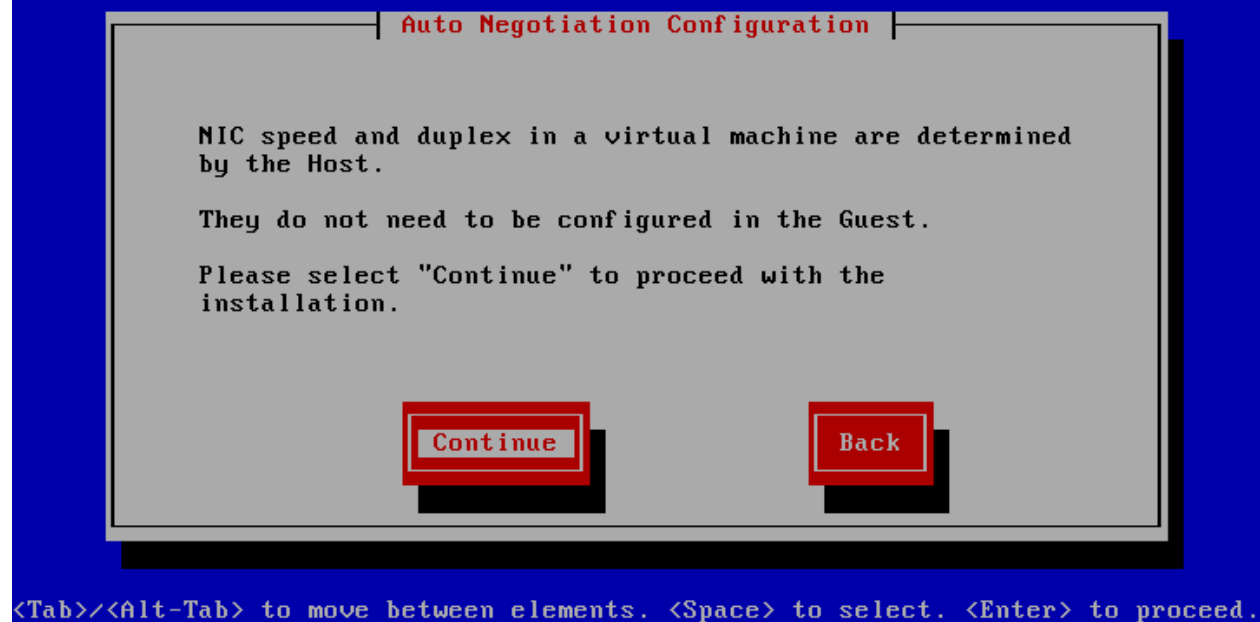 Auto Negotiation Configuration
NIC speed and duplex in a virtual machine are determined
by the Host.
They do not need to be configured in the Guest.
Please select "Continue" to proceed with the
installation.
Continue
Back
<Tab>/<Alt-Tab> to move between elements. <Space> to select. <Enter> to proceed.